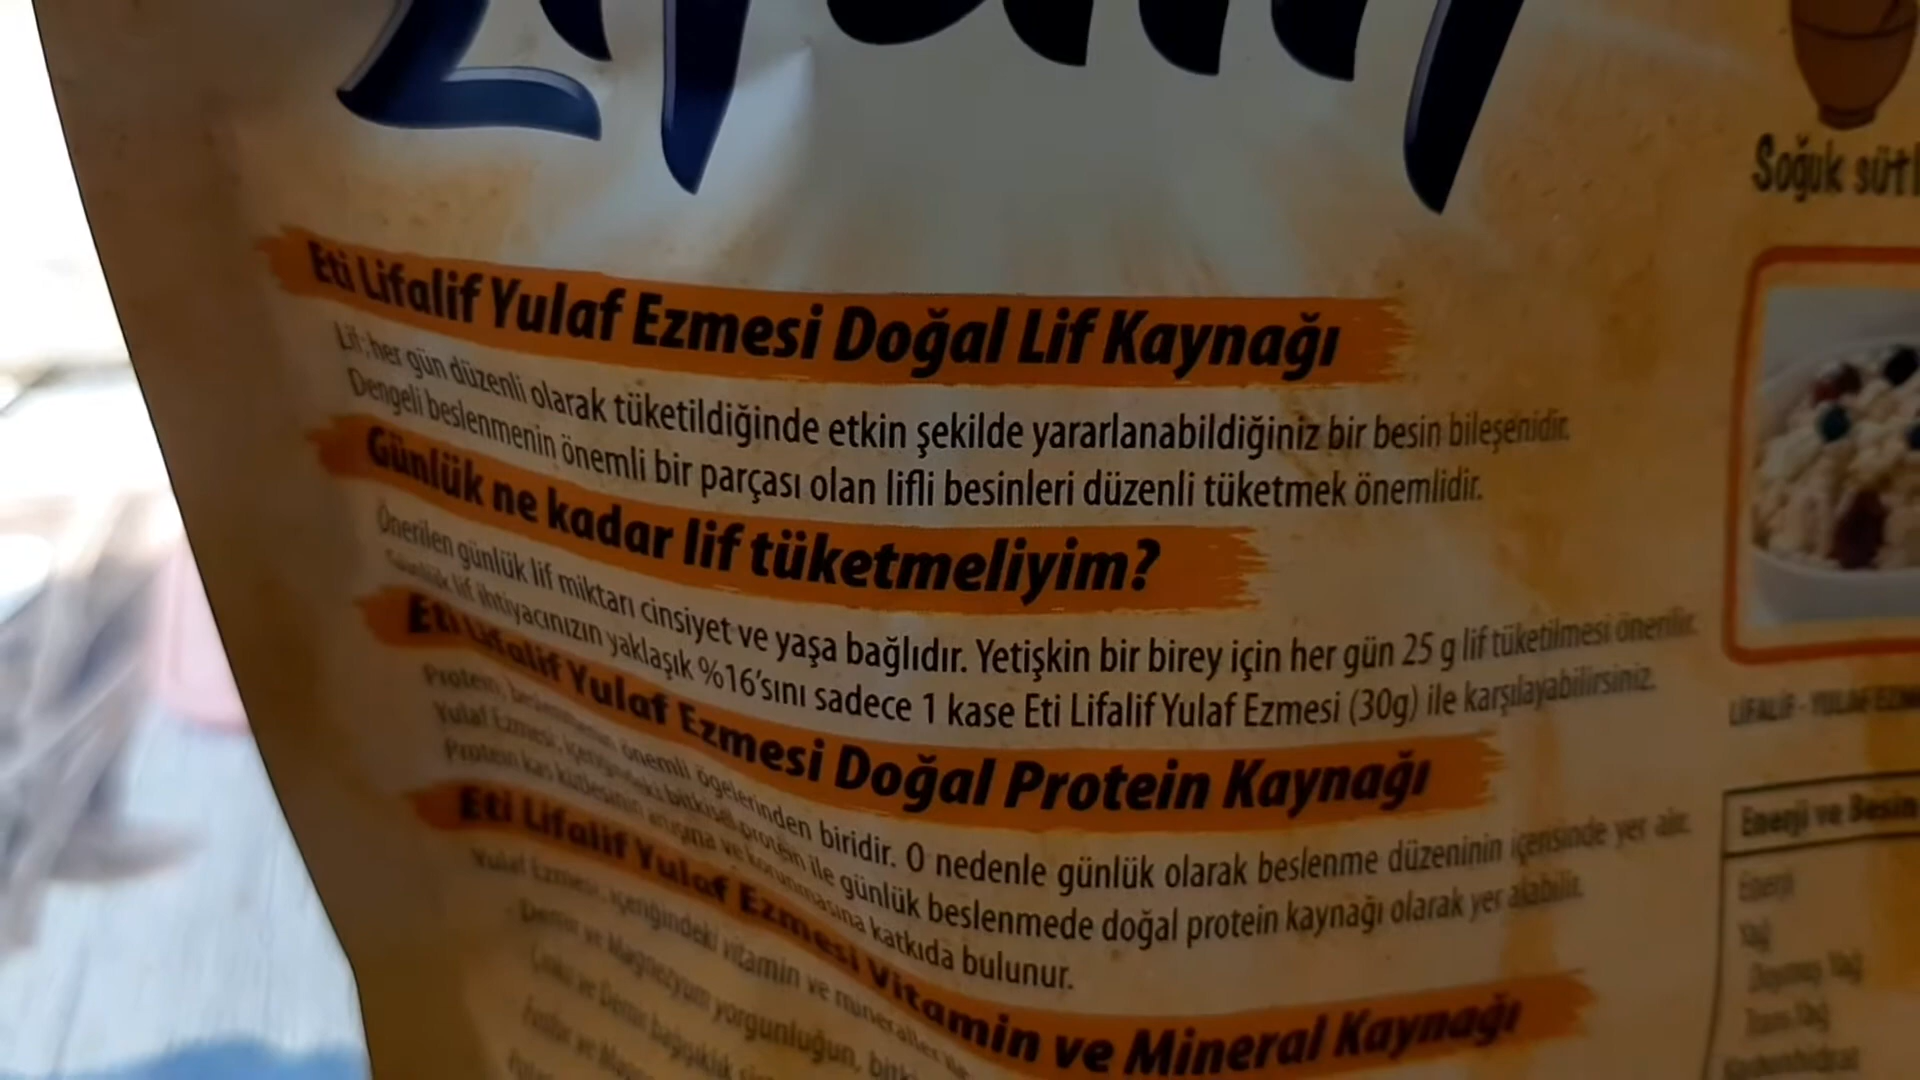 Lifalif
Soğuk sütl
Eti Lifalif Yulaf Ezmesi Doğal Lif Kaynağı
Lif; her gün düzenli olarak tüketildiğinde etkin şekilde yararlanabildiğiniz bir besin bileşenidir.
Dengeli beslenmenin önemli bir parçası olan lifli besinleri düzenli tüketmek önemlidir.
Günlük ne kadar lif tüketmeliyim?
Önerilen günlük lif miktarı cinsiyet ve yaşa bağlıdır. Yetişkin bir birey için her gün 25 g lif tüketilmesi önerilir.
Günlük lif ihtiyacınızın yaklaşık %16'sını sadece 1 kase Eti Lifalif Yulaf Ezmesi (30g) ile karşılayabilirsiniz.
Eti Lifalif Yulaf Ezmesi Doğal Protein Kaynağı
Protein, beslenmenin önemli ögelerinden biridir. O nedenle günlük olarak beslenme düzeninin içerisinde yer alır.
Yulaf Ezmesi, içeriğindeki bitkisel protein ile günlük beslenmede doğal protein kaynağı olarak yer alabilir.
Protein kas kütlesinin artışına ve korunmasına katkıda bulunur.
Eti Lifalif Yulaf Ezmesi Vitamin ve Mineral Kaynağı
Yulaf Ezmesi, içeriğindeki vitamin ve mineraller
Demir ve Magnezyum yorgunluğun, bitk
Çinko ve Demir bağışıklık
LİFALİF - YULAF EZM
Enerji ve Besin
Enerji
Yağ
Doymuş Yağ
Trans Yağ
Karbonhidrat